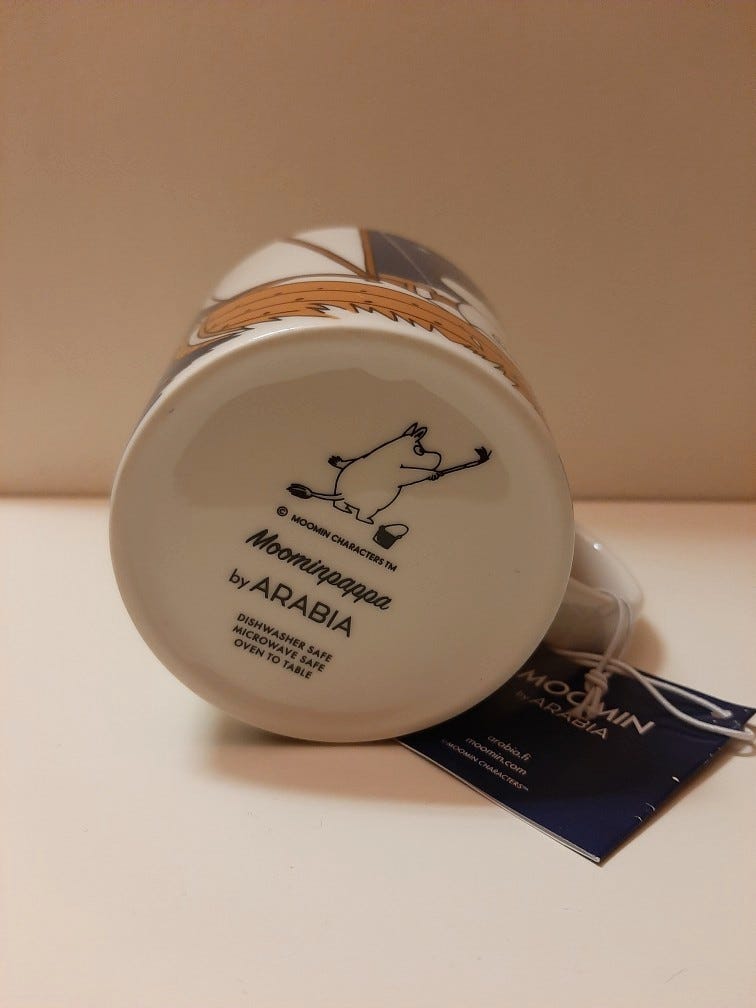 © MOOMIN CHARACTERS™
Moominpappa
by ARABIA
DISHWASHER SAFE
MICROWAVE SAFE
OVEN TO TABLE
MOOMIN
by ARABIA
arabia.fi
moomin.com
©MOOMIN CHARACTERS™